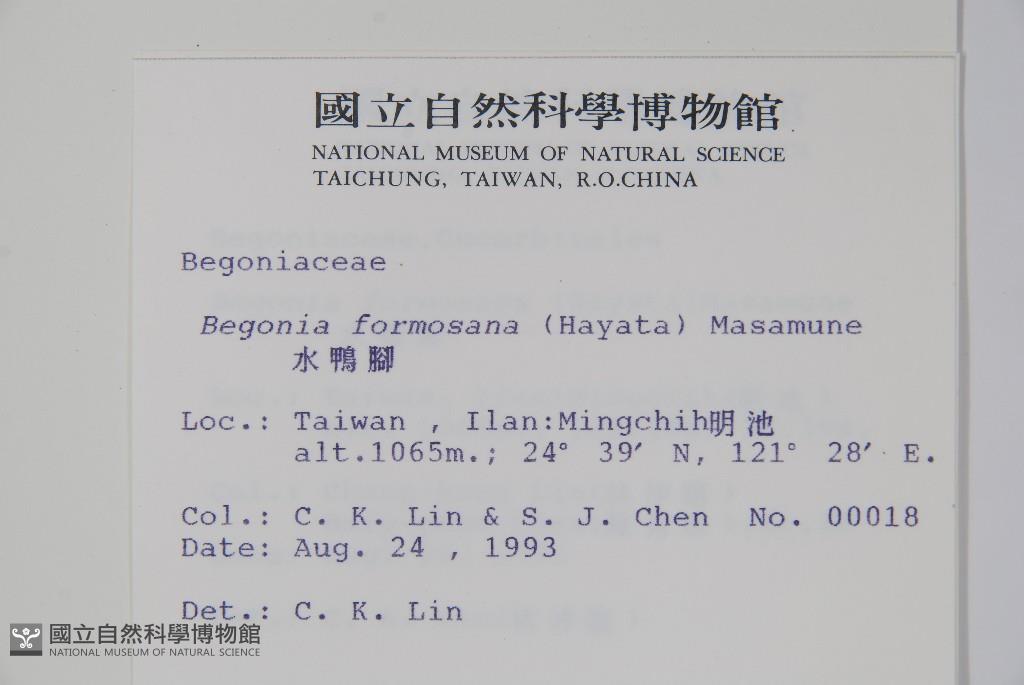 國立自然科學博物館
NATIONAL MUSEUM OF NATURAL SCIENCE
TAICHUNG, TAIWAN, R.O.CHINA
Begoniaceae
Begonia formosana (Hayata) Masamune
水鴨腳
Loc.: Taiwan , Ilan:Mingchih明池
alt.1065m.; 24° 39′ N, 121° 28′ E.
Col.: C. K. Lin & S. J. Chen No. 00018
Date: Aug. 24 , 1993
Det.: C. K. Lin
國立自然科學博物館
NATIONAL MUSEUM OF NATURAL SCIENCE